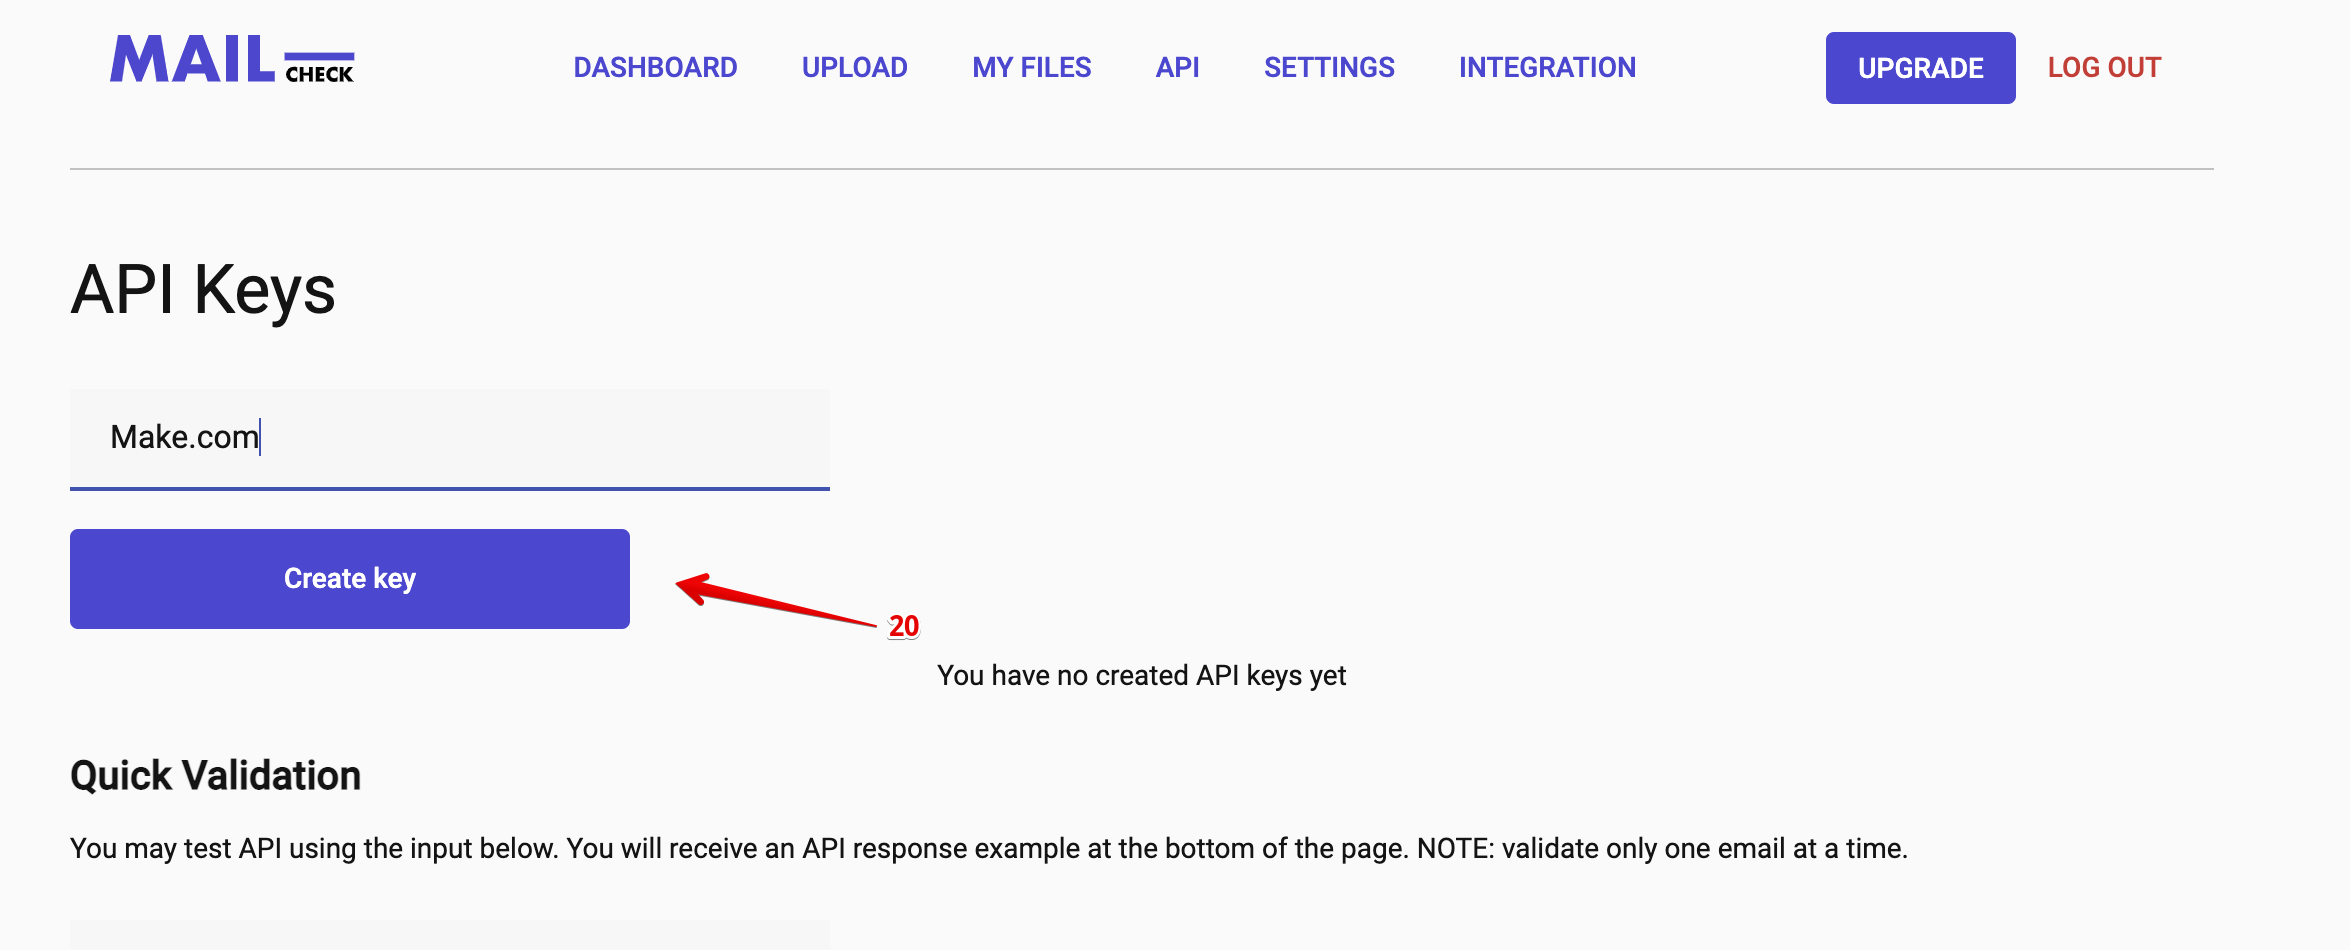 MAIL CHECK
DASHBOARD UPLOAD MY FILES API SETTINGS INTEGRATION UPGRADE LOG OUT
API Keys
Make.com
Create key
20
You have no created API keys yet
Quick Validation
You may test API using the input below. You will receive an API response example at the bottom of the page. NOTE: validate only one email at a time.